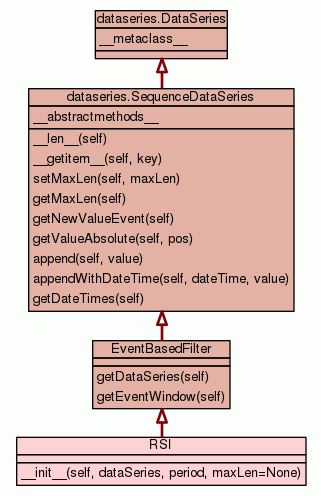 dataseries.DataSeries
__metaclass__
dataseries.SequenceDataSeries
__abstractmethods__
__len__(self)
__getitem__(self, key)
setMaxLen(self, maxLen)
getMaxLen(self)
getNewValueEvent(self)
getValueAbsolute(self, pos)
append(self, value)
appendWithDateTime(self, dateTime, value)
getDateTimes(self)
EventBasedFilter
getDataSeries(self)
getEventWindow(self)
RSI
__init__(self, dataSeries, period, maxLen=None)